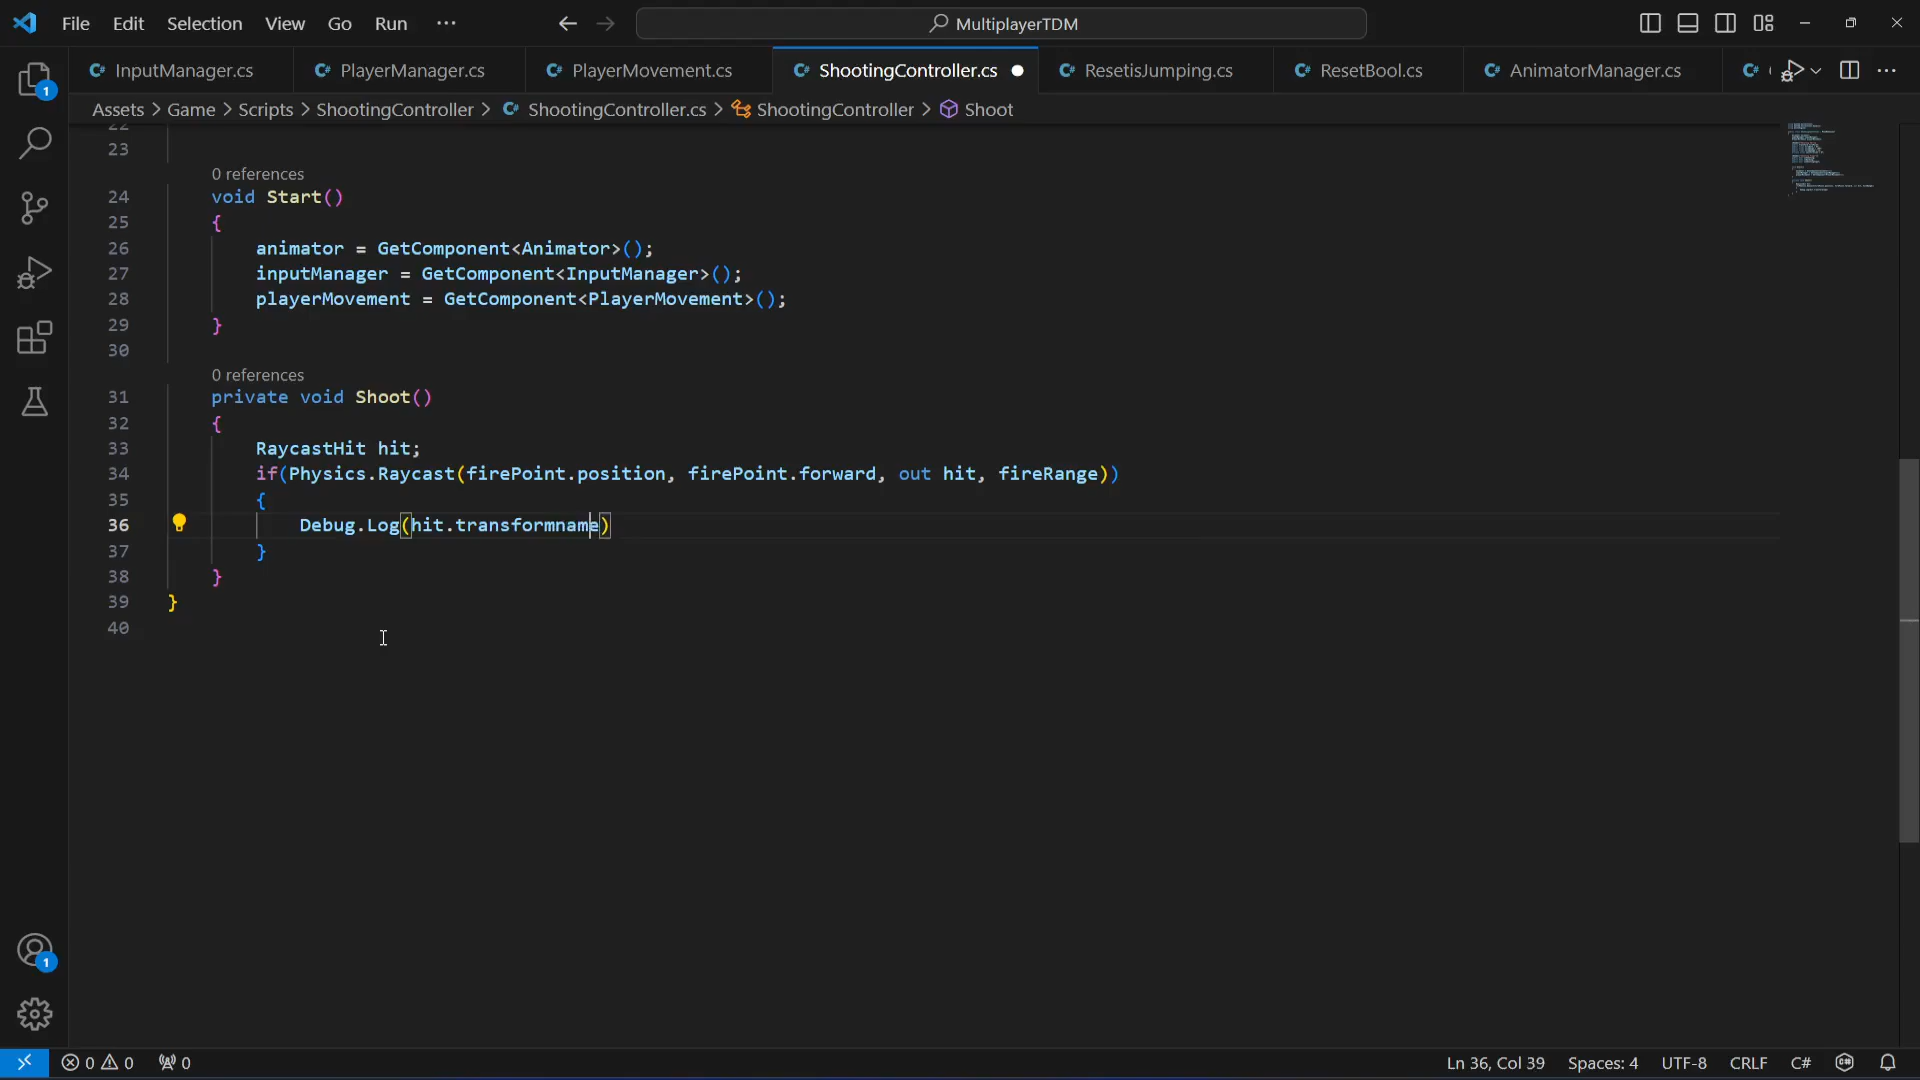 File Edit Selection View Go Run ··· MultiplayerTDM
InputManager.cs PlayerManager.cs PlayerMovement.cs ShootingController.cs ResetisJumping.cs ResetBool.cs AnimatorManager.cs
Assets > Game > Scripts > ShootingController > ShootingController.cs > ShootingController > Shoot
22
23
0 references
24 void Start()
25 {
26 animator = GetComponent<Animator>();
27 inputManager = GetComponent<InputManager>();
28 playerMovement = GetComponent<PlayerMovement>();
29 }
30
0 references
31 private void Shoot()
32 {
33 RaycastHit hit;
34 if(Physics.Raycast(firePoint.position, firePoint.forward, out hit, fireRange))
35 {
36 Debug.Log(hit.transformname)
37 }
38 }
39 }
40
1
1
0 0 0 Ln 36, Col 39 Spaces: 4 UTF-8 CRLF C#